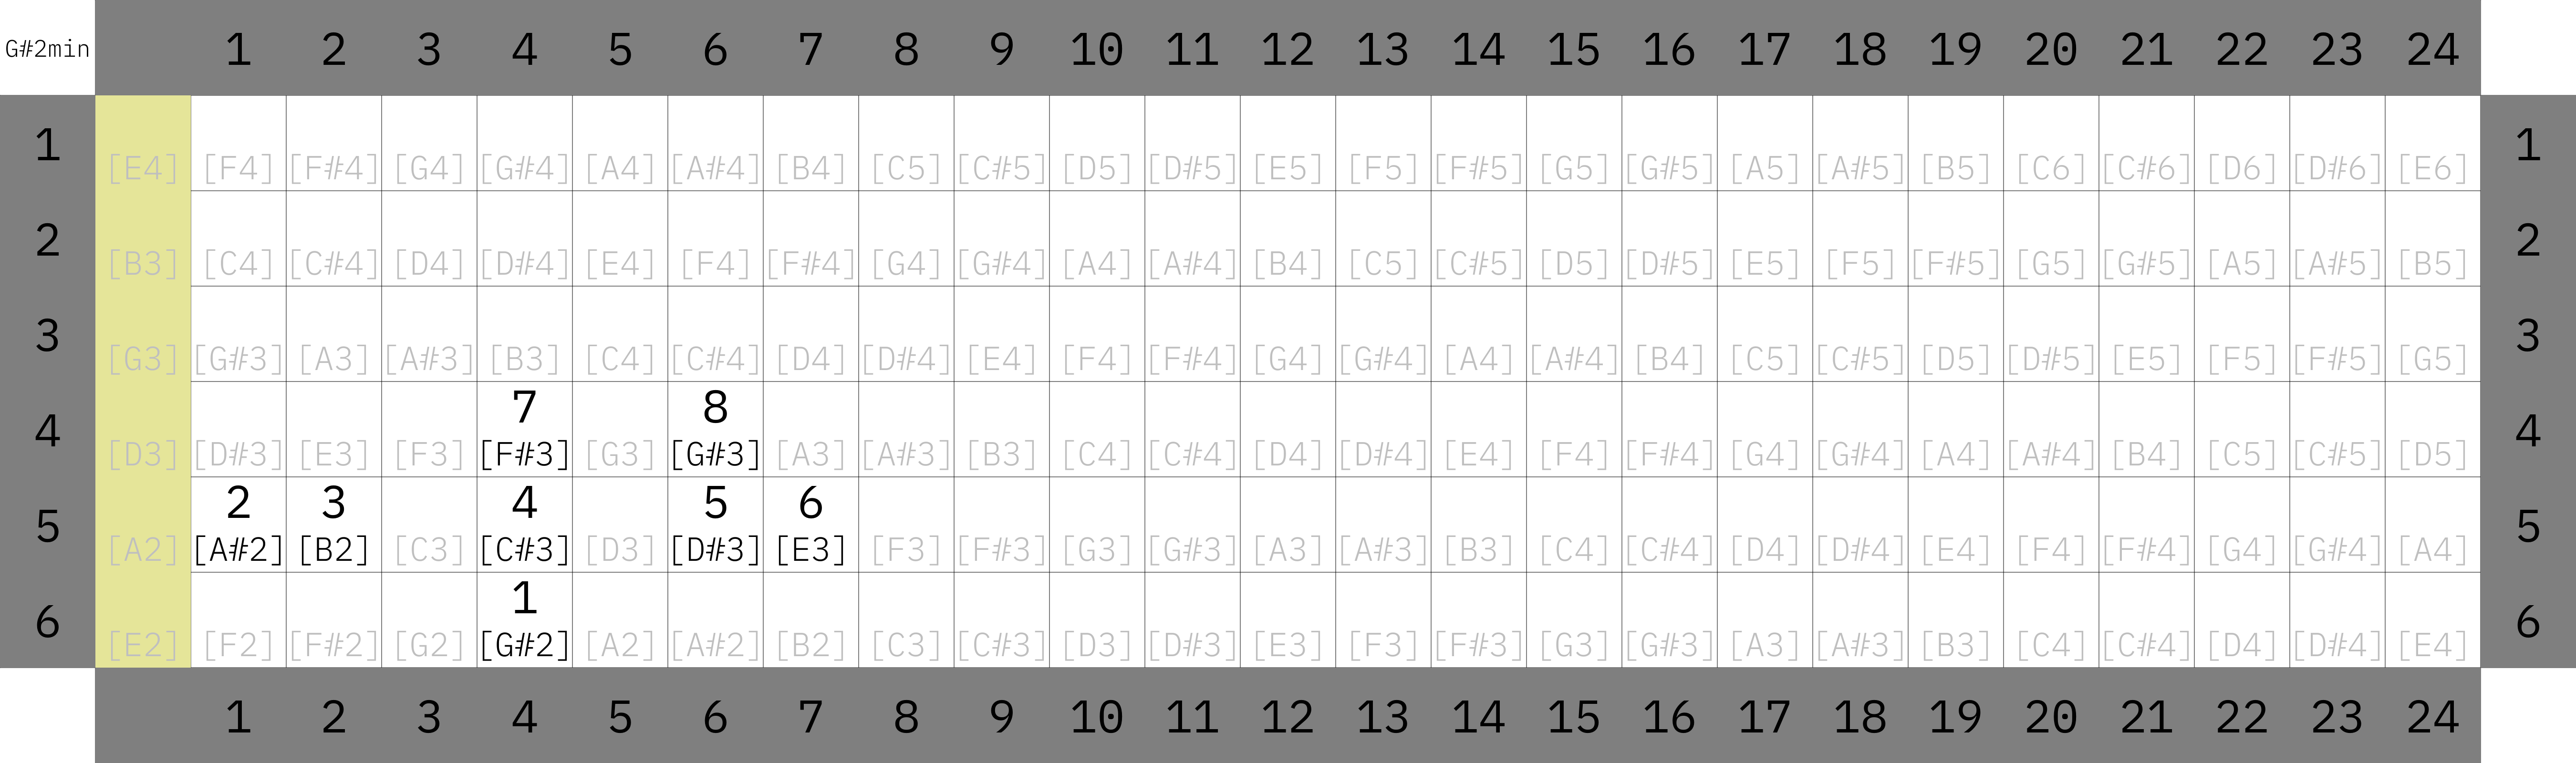 G#2min 1 2 3 4 5 6 7 8 9 10 11 12 13 14 15 16 17 18 19 20 21 22 23 24
1 [E4] [F4] [F#4] [G4] [G#4] [A4] [A#4] [B4] [C5] [C#5] [D5] [D#5] [E5] [F5] [F#5] [G5] [G#5] [A5] [A#5] [B5] [C6] [C#6] [D6] [D#6] [E6] 1
2 [B3] [C4] [C#4] [D4] [D#4] [E4] [F4] [F#4] [G4] [G#4] [A4] [A#4] [B4] [C5] [C#5] [D5] [D#5] [E5] [F5] [F#5] [G5] [G#5] [A5] [A#5] [B5] 2
3 [G3] [G#3] [A3] [A#3] [B3] [C4] [C#4] [D4] [D#4] [E4] [F4] [F#4] [G4] [G#4] [A4] [A#4] [B4] [C5] [C#5] [D5] [D#5] [E5] [F5] [F#5] [G5] 3
7 8
4 [D3] [D#3] [E3] [F3] [F#3] [G3] [G#3] [A3] [A#3] [B3] [C4] [C#4] [D4] [D#4] [E4] [F4] [F#4] [G4] [G#4] [A4] [A#4] [B4] [C5] [C#5] [D5] 4
2 3 4 5 6
5 [A2] [A#2] [B2] [C3] [C#3] [D3] [D#3] [E3] [F3] [F#3] [G3] [G#3] [A3] [A#3] [B3] [C4] [C#4] [D4] [D#4] [E4] [F4] [F#4] [G4] [G#4] [A4] 5
1
6 [E2] [F2] [F#2] [G2] [G#2] [A2] [A#2] [B2] [C3] [C#3] [D3] [D#3] [E3] [F3] [F#3] [G3] [G#3] [A3] [A#3] [B3] [C4] [C#4] [D4] [D#4] [E4] 6
1 2 3 4 5 6 7 8 9 10 11 12 13 14 15 16 17 18 19 20 21 22 23 24